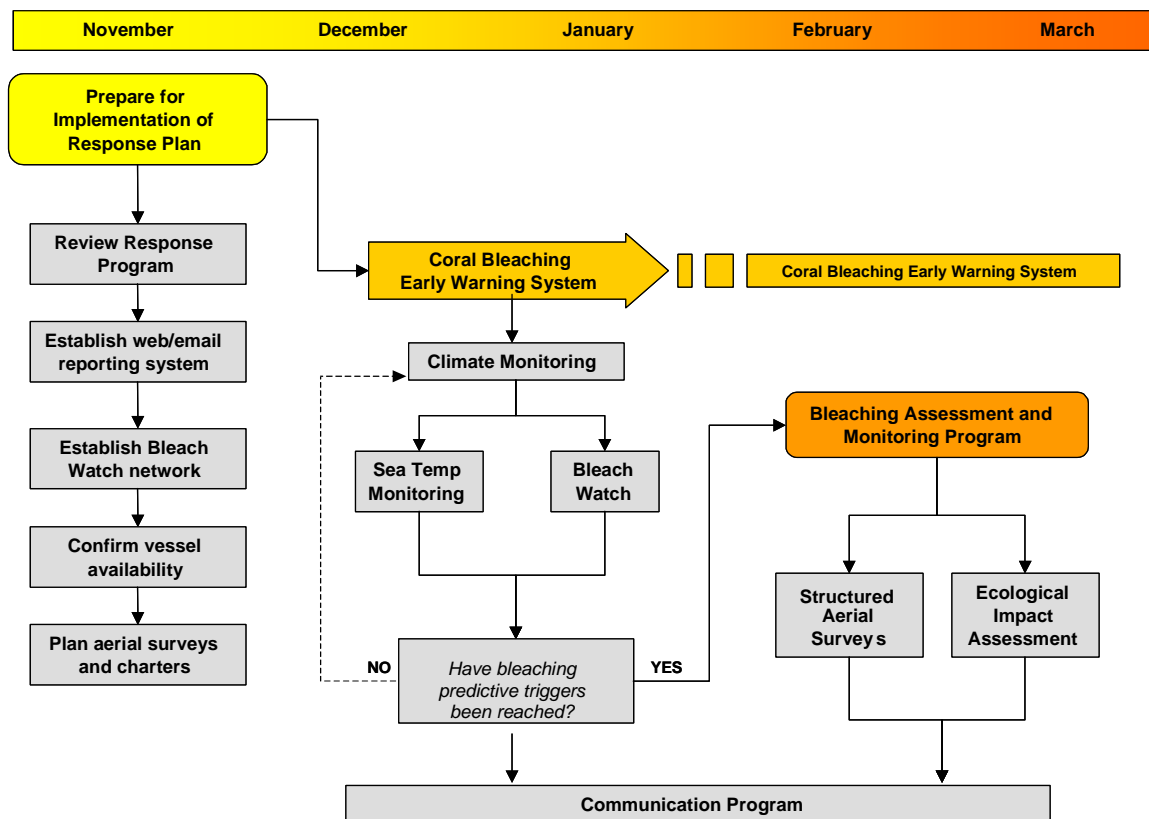 November December January February March
Prepare for
Implementation of
Response Plan
Review Response
Program
Establish web/email
reporting system
Establish Bleach
Watch network
Confirm vessel
availability
Plan aerial surveys
and charters
Coral Bleaching
Early Warning System
Coral Bleaching Early Warning System
Climate Monitoring
Sea Temp
Monitoring
Bleach
Watch
NO
Have bleaching
predictive triggers
been reached?
YES
Bleaching Assessment and
Monitoring Program
Structured
Aerial
Surveys
Ecological
Impact
Assessment
Communication Program